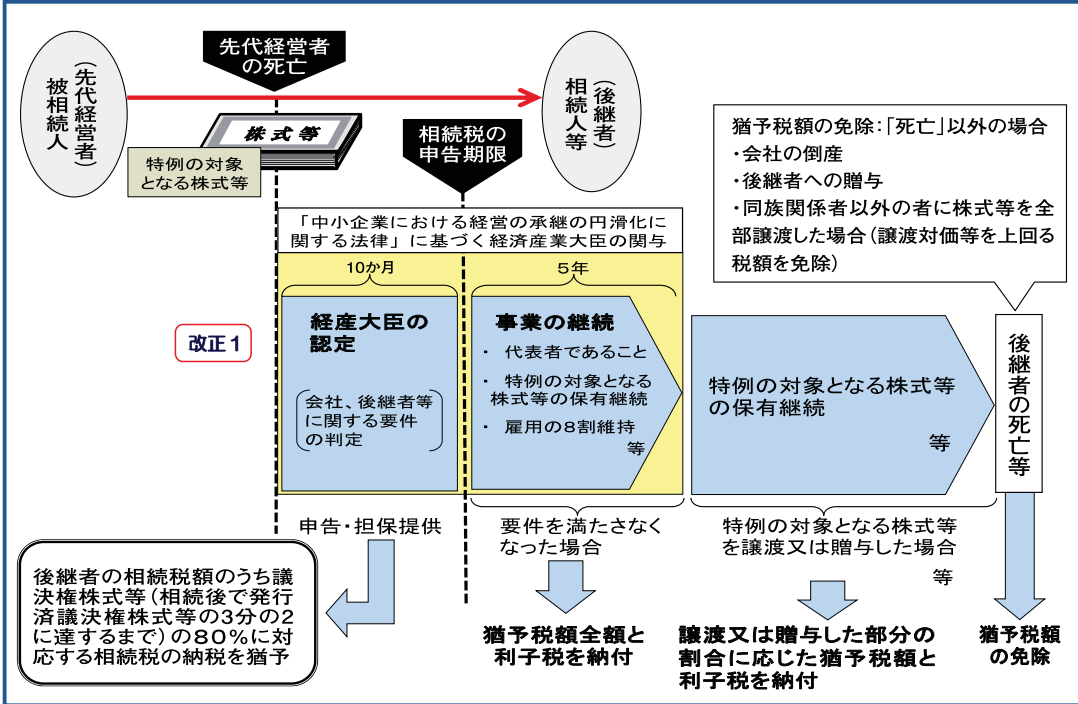 (先代経営者)
被相続人
先代経営者
の死亡
(後継者)
相続人等
株式等
特例の対象
となる株式等
相続税の
申告期限
猶予税額の免除:「死亡」以外の場合
・会社の倒産
・後継者への贈与
・同族関係者以外の者に株式等を全
部譲渡した場合(譲渡対価等を上回る
税額を免除)
「中小企業における経営の承継の円滑化に
関する法律」に基づく経済産業大臣の関与
10か月
5年
改正1
経産大臣の
認定
会社、後継者等
に関する要件
の判定
事業の継続
・ 代表者であること
・ 特例の対象となる
株式等の保有継続
・ 雇用の8割維持
等
特例の対象となる株式等
の保有継続
等
後継者の死亡等
申告・担保提供
要件を満たさなく
なった場合
特例の対象となる株式等
を譲渡又は贈与した場合
等
後継者の相続税額のうち議
決権株式等(相続後で発行
済議決権株式等の3分の2
に達するまで)の80%に対
応する相続税の納税を猶予
猶予税額全額と
利子税を納付
譲渡又は贈与した部分の
割合に応じた猶予税額と
利子税を納付
猶予税額
の免除